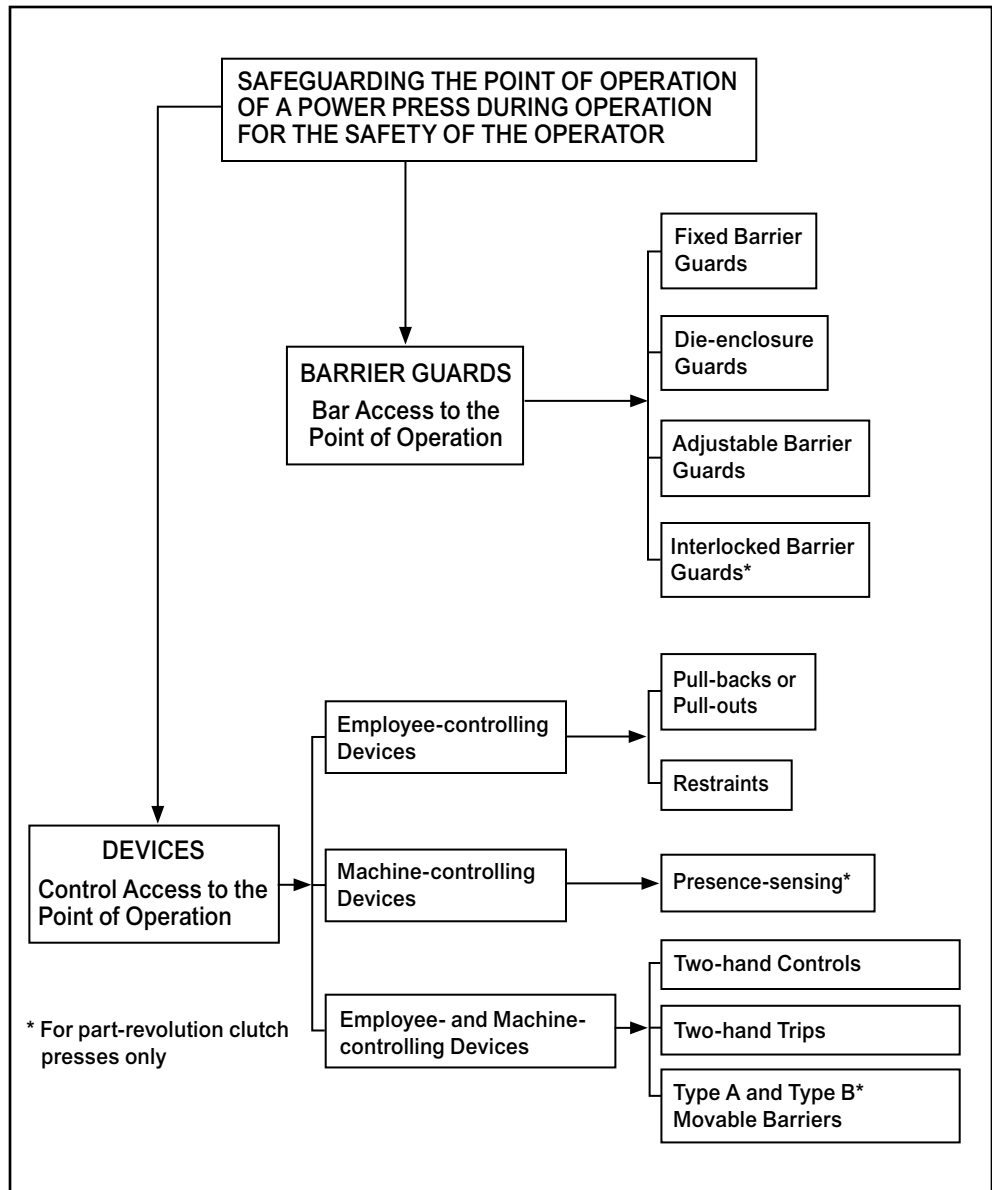 SAFEGUARDING THE POINT OF OPERATION
OF A POWER PRESS DURING OPERATION
FOR THE SAFETY OF THE OPERATOR
BARRIER GUARDS
Bar Access to the
Point of Operation
Fixed Barrier
Guards
Die-enclosure
Guards
Adjustable Barrier
Guards
Interlocked Barrier
Guards*
DEVICES
Control Access to the
Point of Operation
Employee-controlling
Devices
Pull-backs or
Pull-outs
Restraints
Machine-controlling
Devices
Presence-sensing*
Employee- and Machine-
controlling Devices
Two-hand Controls
Two-hand Trips
Type A and Type B*
Movable Barriers
* For part-revolution clutch
presses only